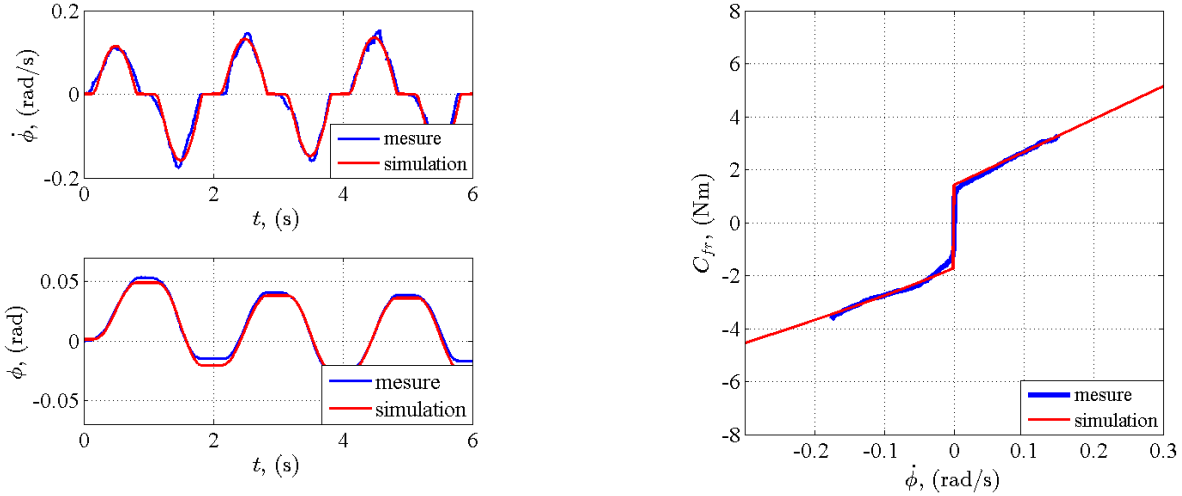 0.2
0
-0.2
ϕ̇, (rad/s)
mesure
simulation
0 2 4 6
t, (s)
0.05
0
-0.05
ϕ, (rad)
mesure
simulation
0 2 4 6
t, (s)
8
6
4
2
0
-2
-4
-6
-8
C_fr, (Nm)
mesure
simulation
-0.2 -0.1 0 0.1 0.2 0.3
ϕ̇, (rad/s)